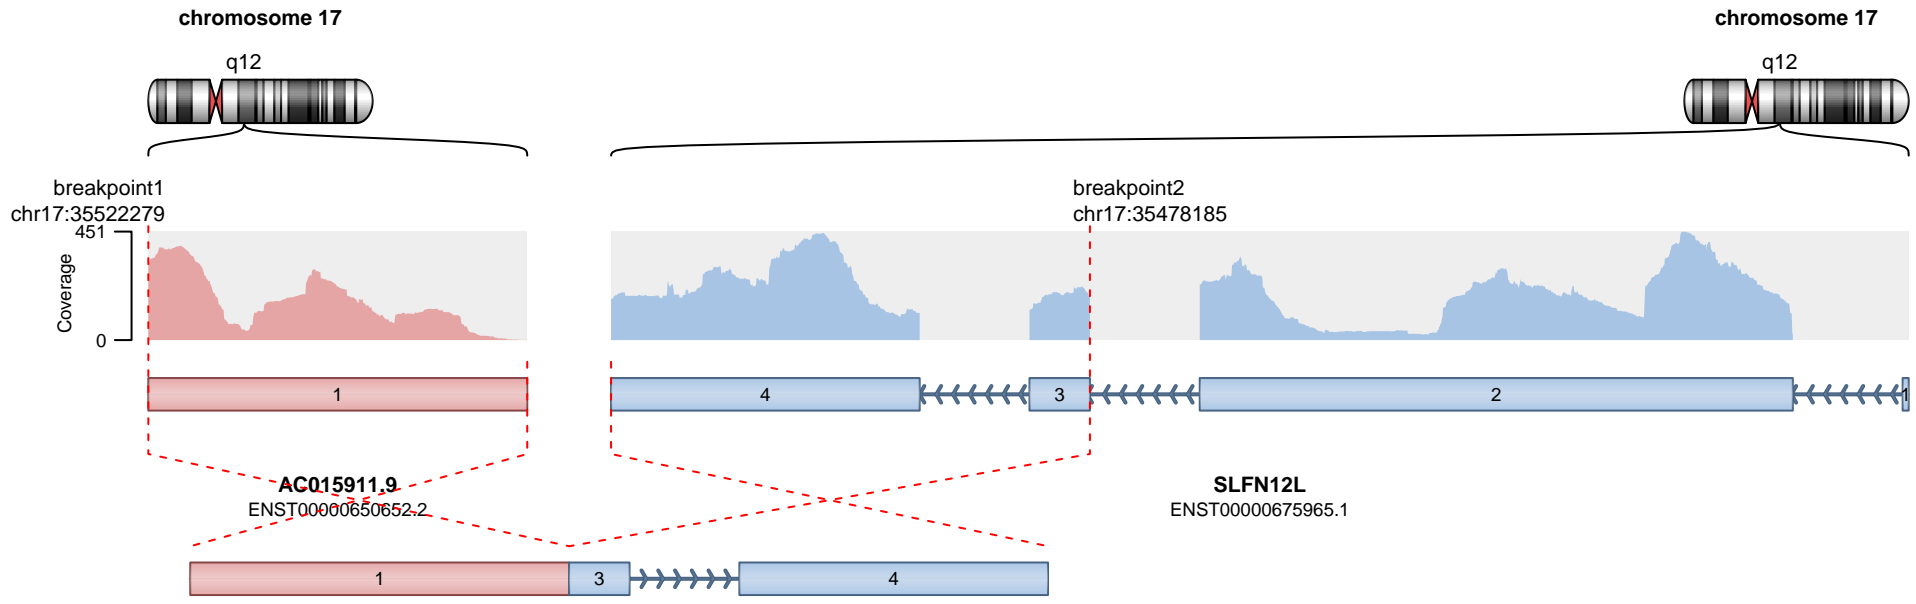 chromosome 17
chromosome 17
q12
q12
breakpoint1
chr17:35522279
breakpoint2
chr17:35478185
451
Coverage
0
1
4
3
2
1
AC015911.9
ENST00000650652.2
SLFN12L
ENST00000675965.1
1
3
4